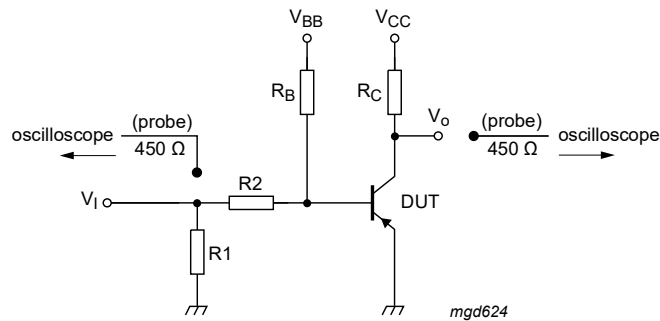 VBB
VCC
RB
RC
(probe)
oscilloscope
450 Ω
Vo
(probe)
450 Ω
oscilloscope
R2
VI
DUT
R1
mgd624